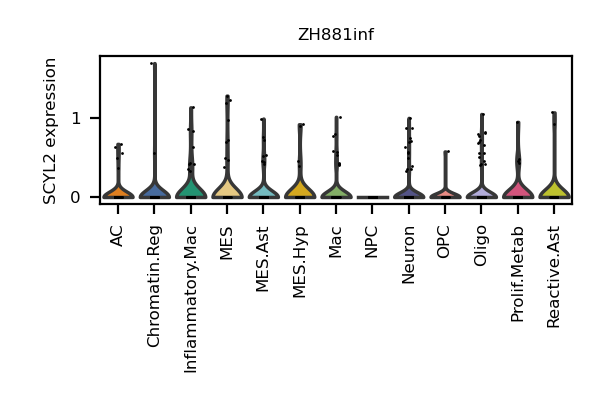 ZH881inf
SCYL2 expression
1
0
AC
Chromatin.Reg
Inflammatory.Mac
MES
MES.Ast
MES.Hyp
Mac
NPC
Neuron
OPC
Oligo
Prolif.Metab
Reactive.Ast